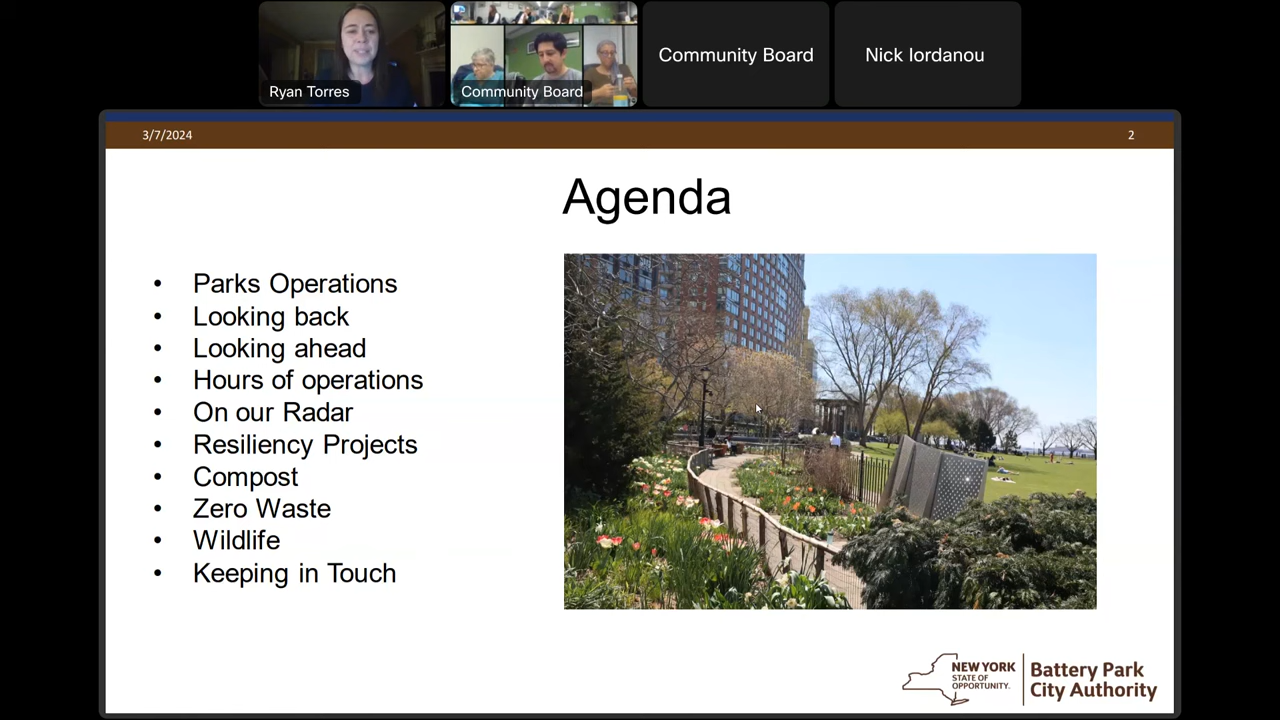 Ryan Torres
Community Board
Community Board
Nick Iordanou
3/7/2024
2
Agenda
• Parks Operations
• Looking back
• Looking ahead
• Hours of operations
• On our Radar
• Resiliency Projects
• Compost
• Zero Waste
• Wildlife
• Keeping in Touch
NEW YORK
STATE OF
OPPORTUNITY.
Battery Park
City Authority